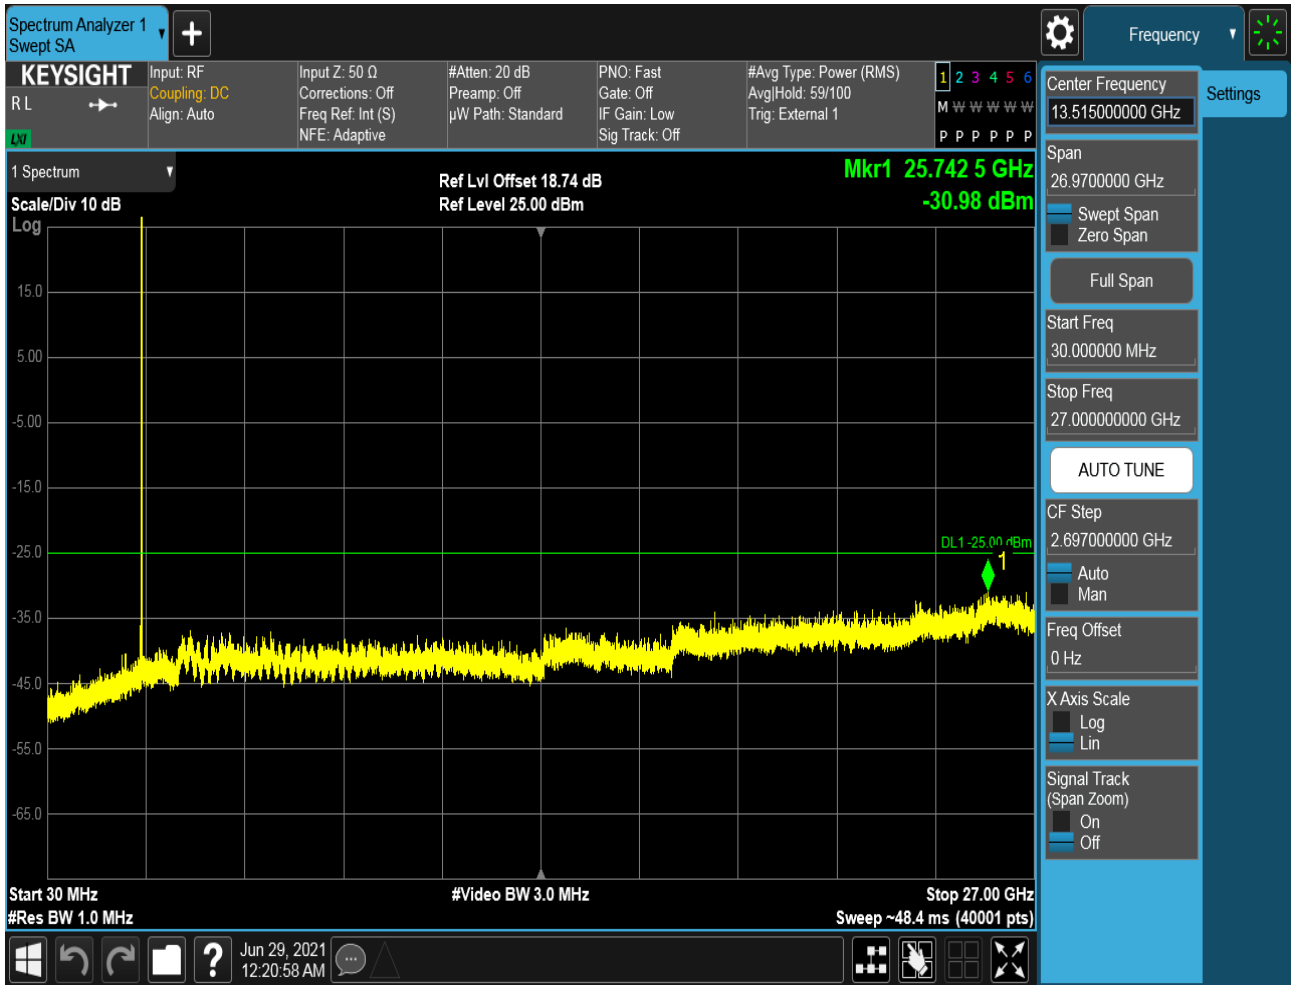 Spectrum Analyzer 1
Swept SA
Frequency
KEYSIGHT
R L
LXI
Input: RF
Coupling: DC
Align: Auto
Input Z: 50 Ω
Corrections: Off
Freq Ref: Int (S)
NFE: Adaptive
#Atten: 20 dB
Preamp: Off
µW Path: Standard
PNO: Fast
Gate: Off
IF Gain: Low
Sig Track: Off
#Avg Type: Power (RMS)
Avg|Hold: 59/100
Trig: External 1
1 2 3 4 5 6
M W W W W W
P P P P P P
1 Spectrum
Scale/Div 10 dB
Log
Ref Lvl Offset 18.74 dB
Ref Level 25.00 dBm
Mkr1 25.742 5 GHz
-30.98 dBm
15.0
5.00
-5.00
-15.0
-25.0
-35.0
-45.0
-55.0
-65.0
DL1 -25.00 dBm
1
Start 30 MHz
#Res BW 1.0 MHz
#Video BW 3.0 MHz
Stop 27.00 GHz
Sweep ~48.4 ms (40001 pts)
Center Frequency
13.515000000 GHz
Settings
Span
26.9700000 GHz
Swept Span
Zero Span
Full Span
Start Freq
30.000000 MHz
Stop Freq
27.000000000 GHz
AUTO TUNE
CF Step
2.697000000 GHz
Auto
Man
Freq Offset
0 Hz
X Axis Scale
Log
Lin
Signal Track
(Span Zoom)
On
Off
?
Jun 29, 2021
12:20:58 AM